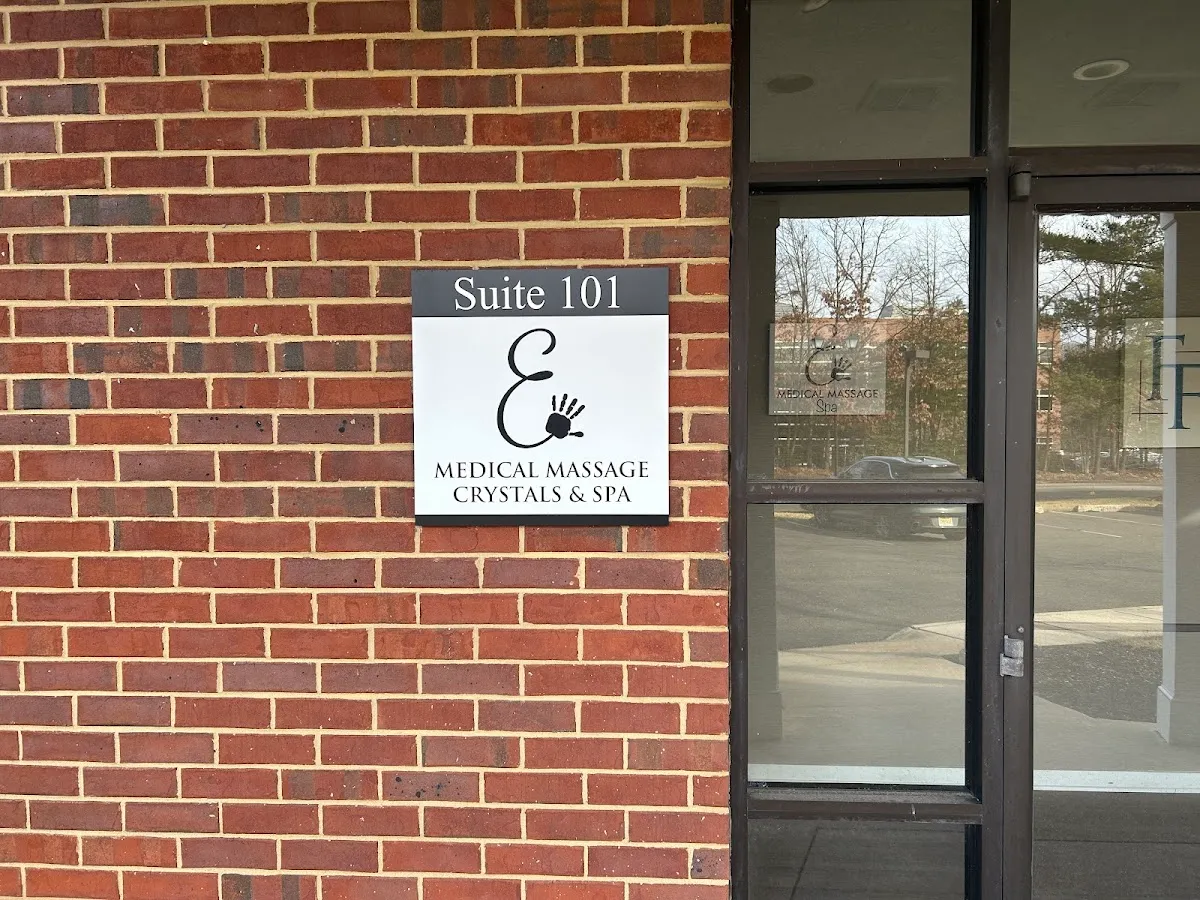 Suite 101
E
MEDICAL MASSAGE
CRYSTALS & SPA
E
MEDICAL MASSAGE
Spa